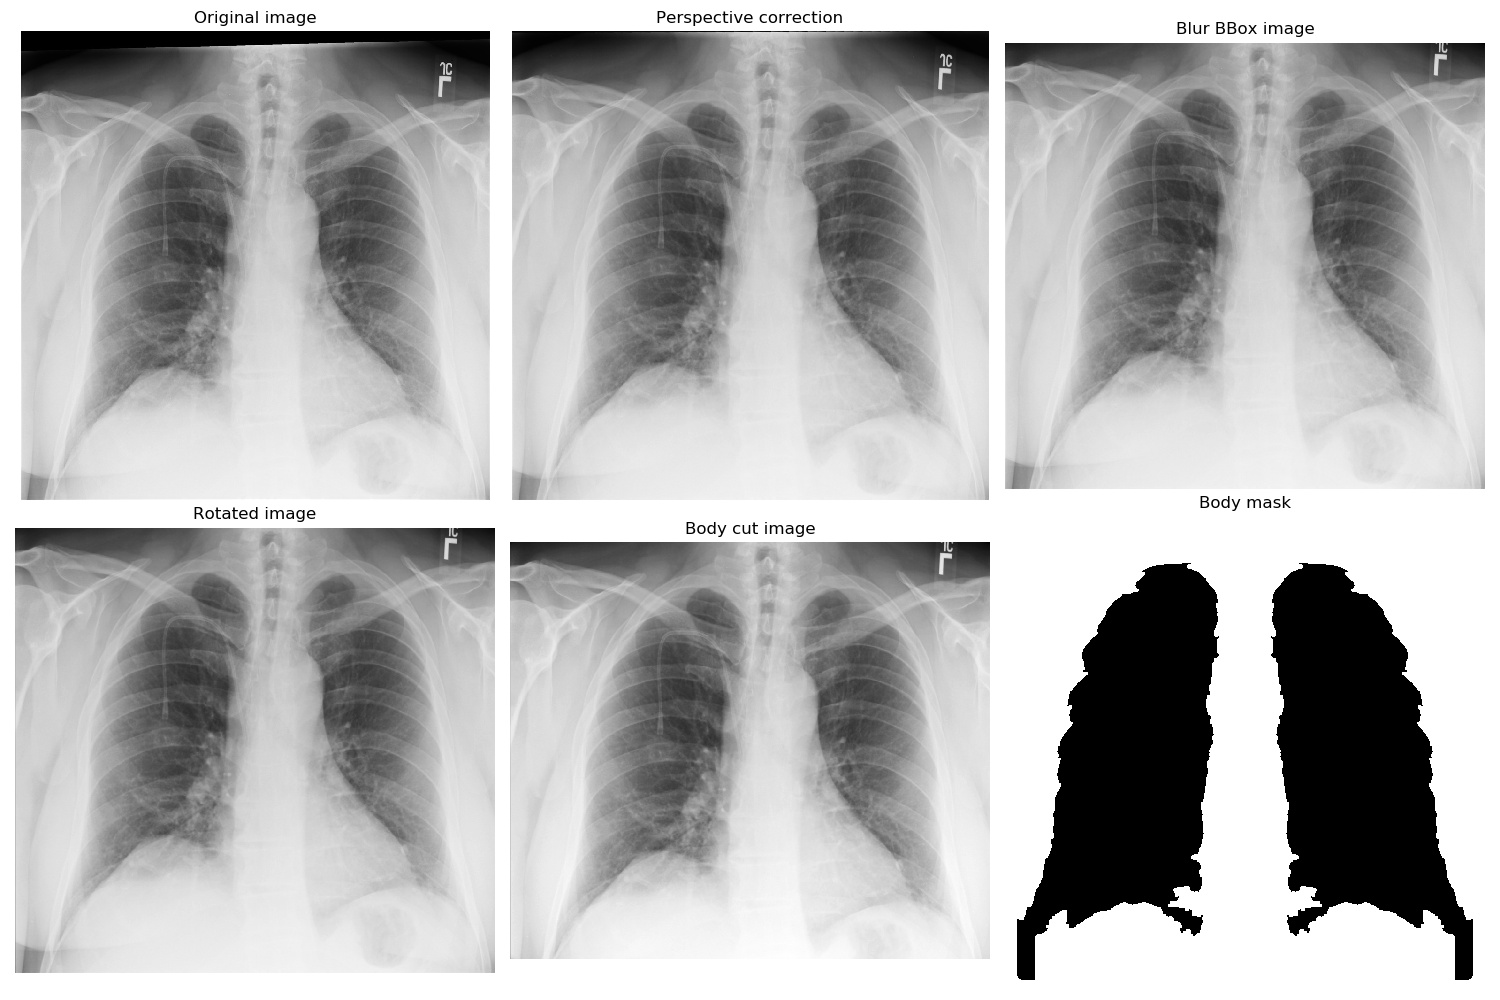 Original image
Perspective correction
Blur BBox image
L
L
L
Rotated image
Body cut image
Body mask
L
L